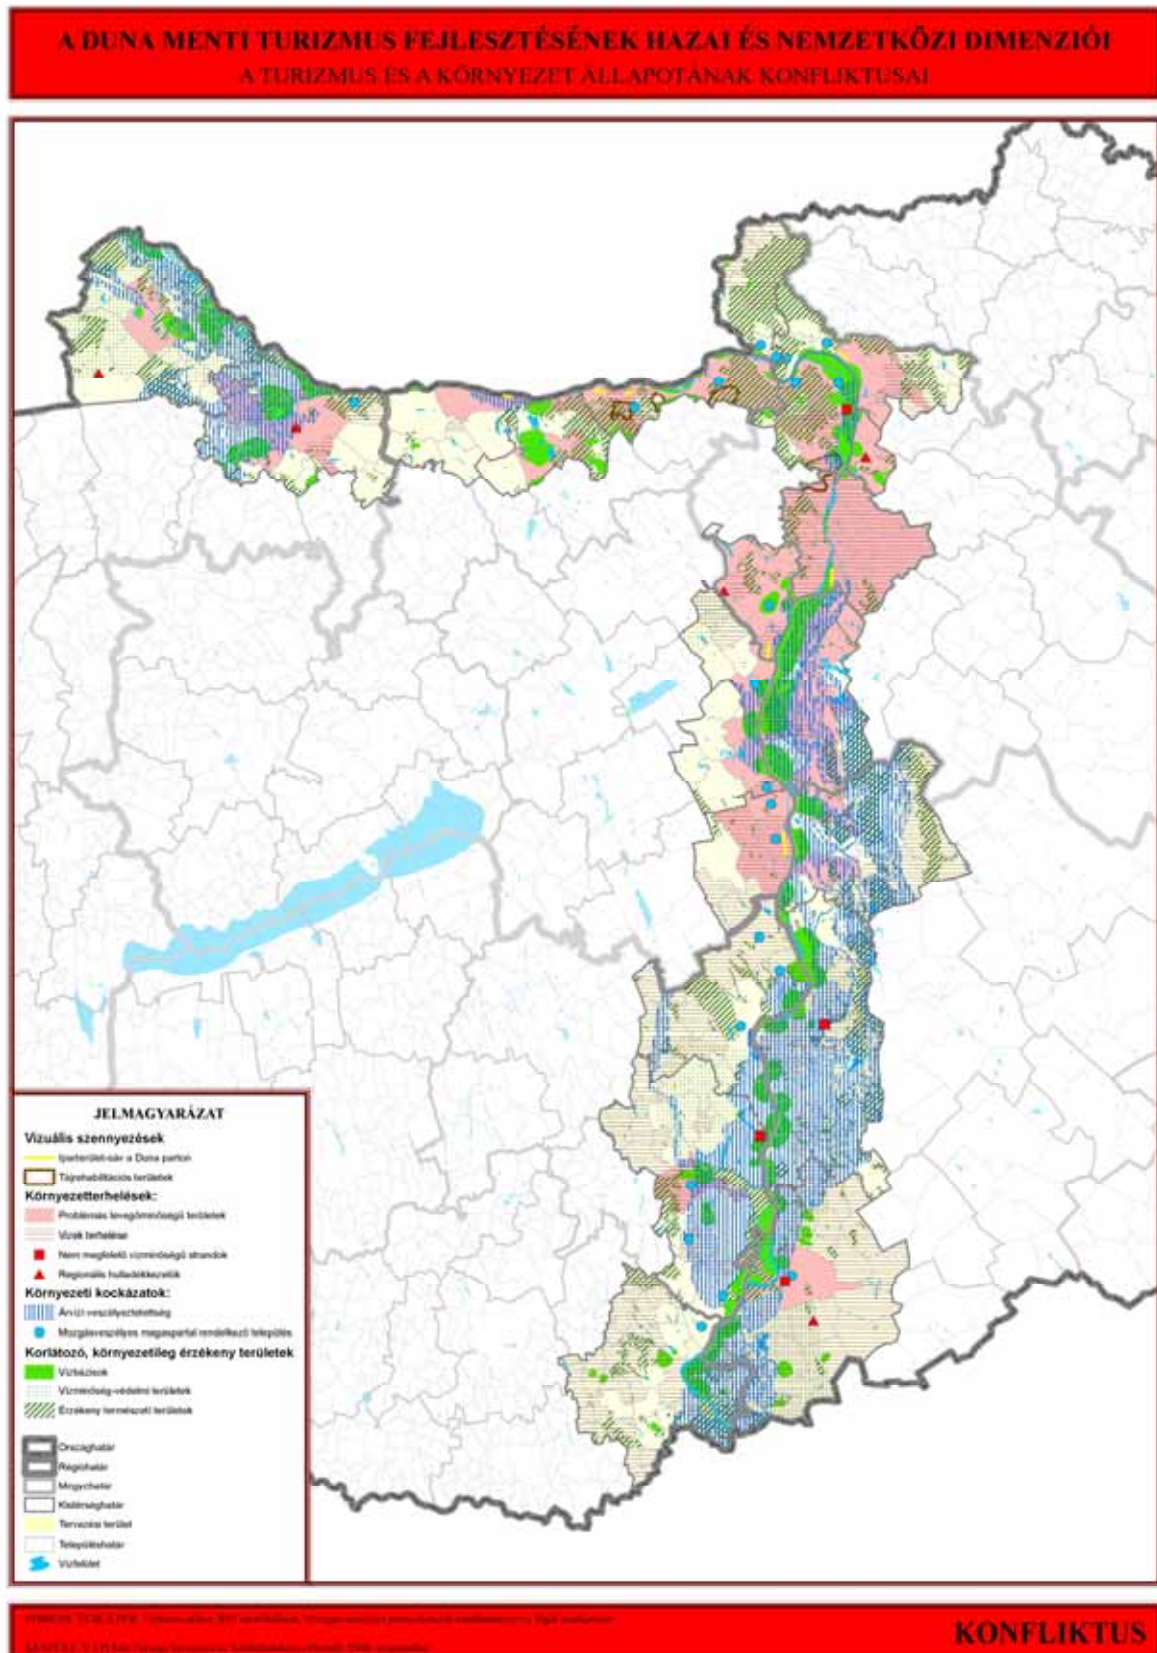 A DUNA MENTI TURIZMUS FEJLESZTÉSÉNEK HAZAI ÉS NEMZETKÖZI DIMENZIÓI
A TURIZMUS ÉS A KÖRNYEZET ÁLLAPOTÁNAK KONFLIKTUSAI
JELMAGYARÁZAT
Vizuális szennyezések
Iparterület-sáv a Duna parton
Tájrehabilitációs területek
Környezetterhelések:
Problémás levegőminőségű területek
Vizek terhelése
Nem megfelelő vízminőségű strandok
Regionális hulladékkezelők
Környezeti kockázatok:
Árvízi veszélyeztetettség
Mozgásveszélyes magasparttal rendelkező település
Korlátozó, környezetileg érzékeny területek
Vízbázisok
Vízminőség-védelmi területek
Érzékeny természeti területek
Országhatár
Régióhatár
Megyehatár
Kistérséghatár
Tervezési terület
Településhatár
Vízfelület
KONFLIKTUS